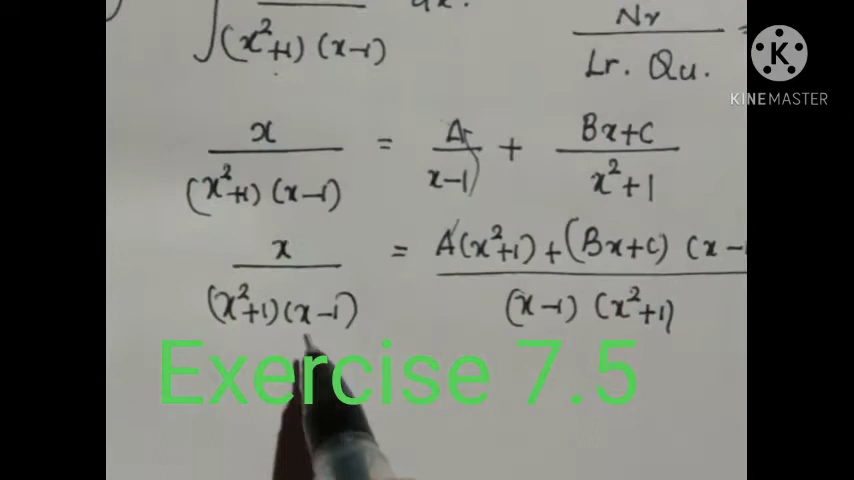 ∫ ——— dx.
(x²+1) (x-1)
Nr
Lr. Qu. =
K
KINEMASTER
x / (x²+1) (x-1) = A / x-1 + Bx+C / x²+1
x / (x²+1)(x-1) = A(x²+1)+(Bx+C) (x-1 / (x-1) (x²+1)
Exercise 7.5